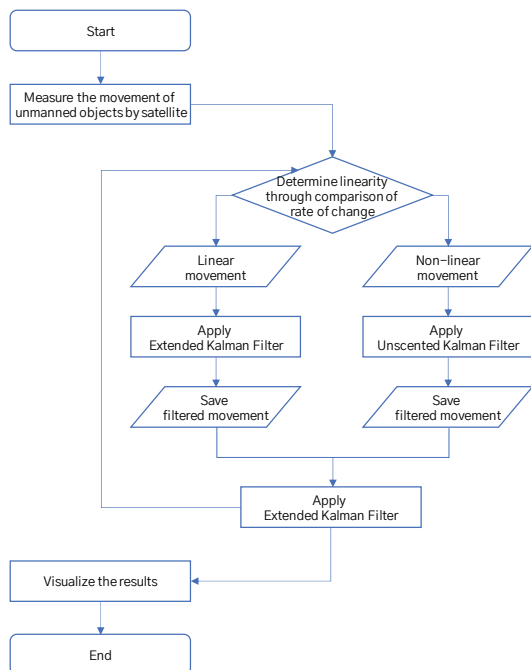 Start
Measure the movement of
unmanned objects by satellite
Determine linearity
through comparison of
rate of change
Linear
movement
Non-linear
movement
Apply
Extended Kalman Filter
Apply
Unscented Kalman Filter
Save
filtered movement
Save
filtered movement
Apply
Extended Kalman Filter
Visualize the results
End